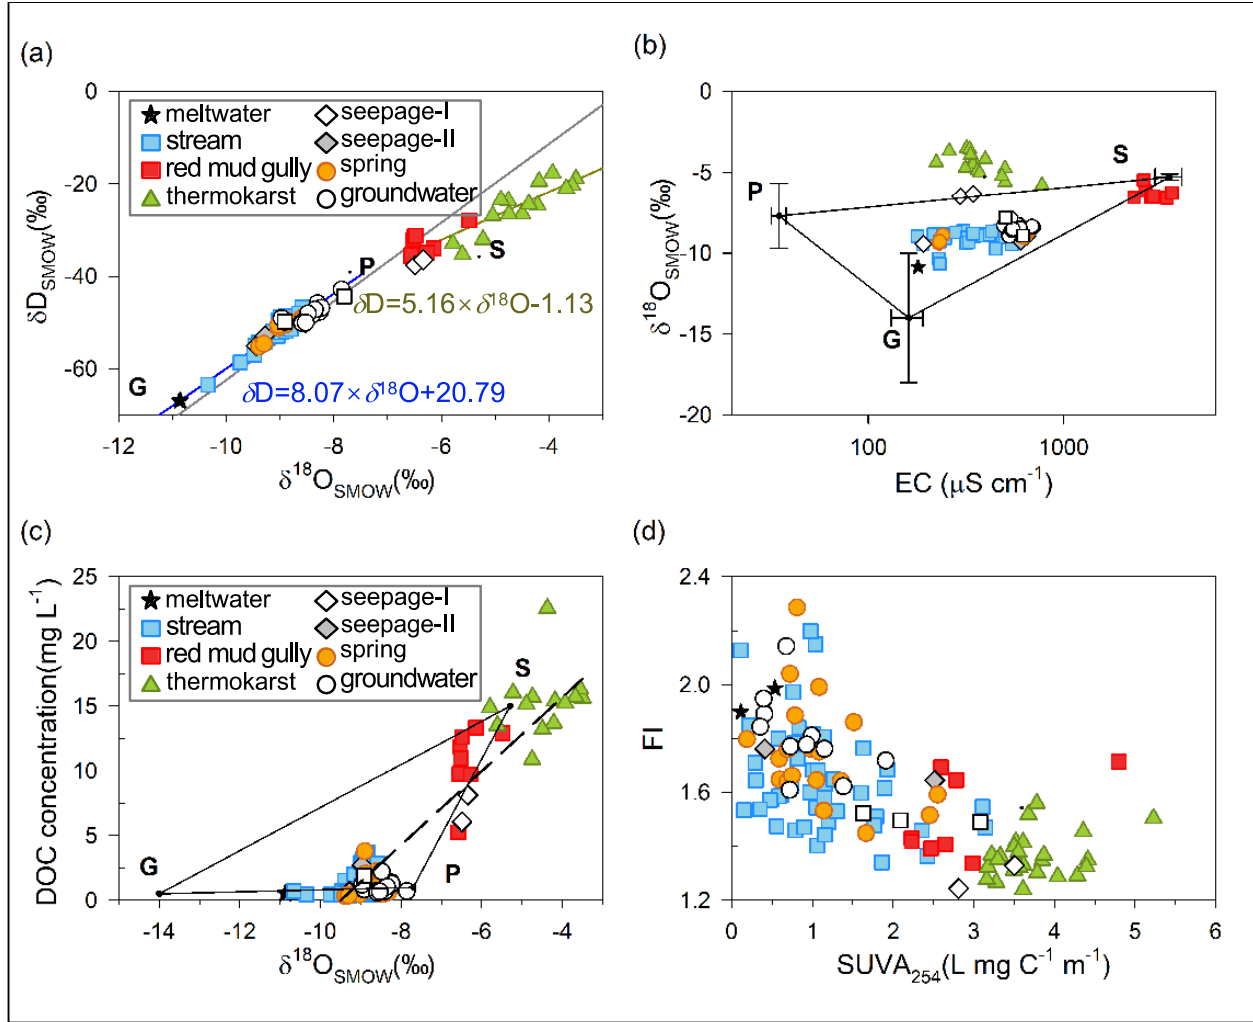 (a)
0
-20
-40
-60
δD_SMOW(‰)
meltwater
stream
red mud gully
thermokarst
seepage-I
seepage-II
spring
groundwater
P
S
G
δD=5.16×δ¹⁸O-1.13
δD=8.07×δ¹⁸O+20.79
-12 -10 -8 -6 -4
δ¹⁸O_SMOW(‰)
(b)
0
-5
-10
-15
-20
δ¹⁸O_SMOW(‰)
P
S
G
100 1000
EC (μS cm⁻¹)
(c)
25
20
15
10
5
0
DOC concentration(mg L⁻¹)
meltwater
stream
red mud gully
thermokarst
seepage-I
seepage-II
spring
groundwater
S
G
P
-14 -12 -10 -8 -6 -4
δ¹⁸O_SMOW(‰)
(d)
2.4
2.0
1.6
1.2
FI
0 1 2 3 4 5 6
SUVA₂₅₄(L mg C⁻¹ m⁻¹)